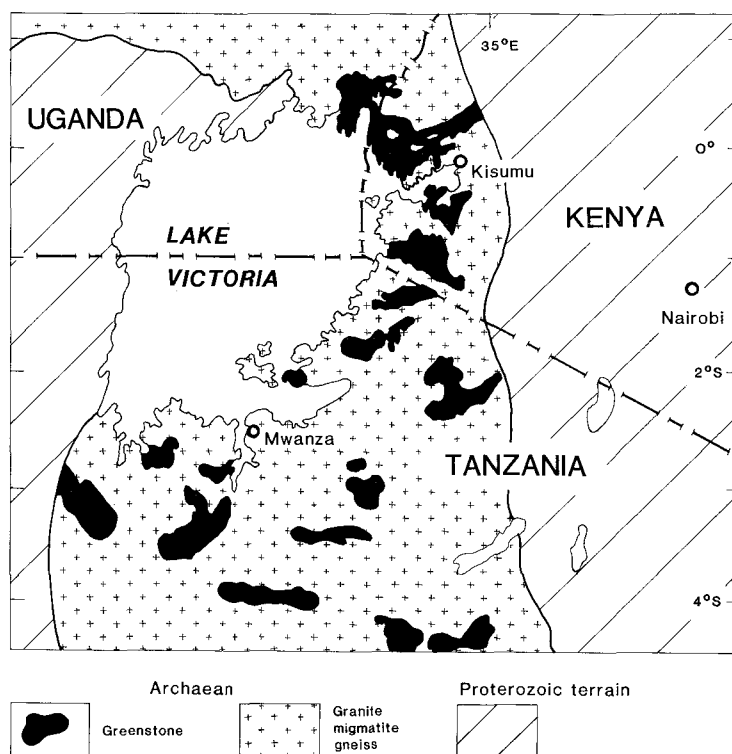 35°E
UGANDA
0°
Kisumu
KENYA
LAKE
VICTORIA
Nairobi
2°S
Mwanza
TANZANIA
4°S
Archaean
Proterozoic terrain
Greenstone
Granite
migmatite
gneiss